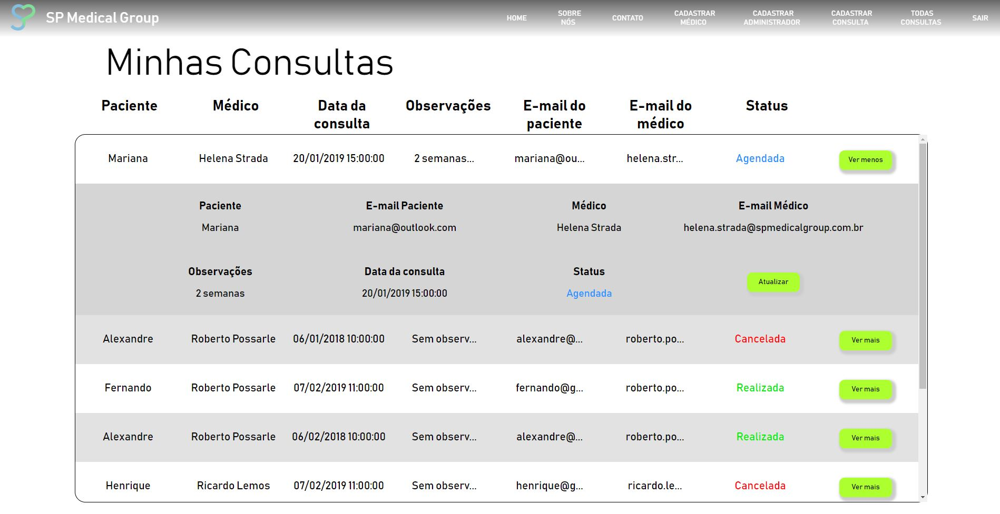 SP Medical Group
HOME
SOBRE
NÓS
CONTATO
CADASTRAR
MÉDICO
CADASTRAR
ADMINISTRADOR
CADASTRAR
CONSULTA
TODAS
CONSULTAS
SAIR
Minhas Consultas
Paciente Médico Data da consulta Observações E-mail do paciente E-mail do médico Status
Mariana Helena Strada 20/01/2019 15:00:00 2 semanas... mariana@ou... helena.str... Agendada Ver menos
Paciente E-mail Paciente Médico E-mail Médico
Mariana mariana@outlook.com Helena Strada helena.strada@spmedicalgroup.com.br
Observações Data da consulta Status
2 semanas 20/01/2019 15:00:00 Agendada Atualizar
Alexandre Roberto Possarle 06/01/2018 10:00:00 Sem observ... alexandre@... roberto.po... Cancelada Ver mais
Fernando Roberto Possarle 07/02/2019 11:00:00 Sem observ... fernando@g... roberto.po... Realizada Ver mais
Alexandre Roberto Possarle 06/02/2018 10:00:00 Sem observ... alexandre@... roberto.po... Realizada Ver mais
Henrique Ricardo Lemos 07/02/2019 11:00:00 Sem observ... henrique@g... ricardo.le... Cancelada Ver mais